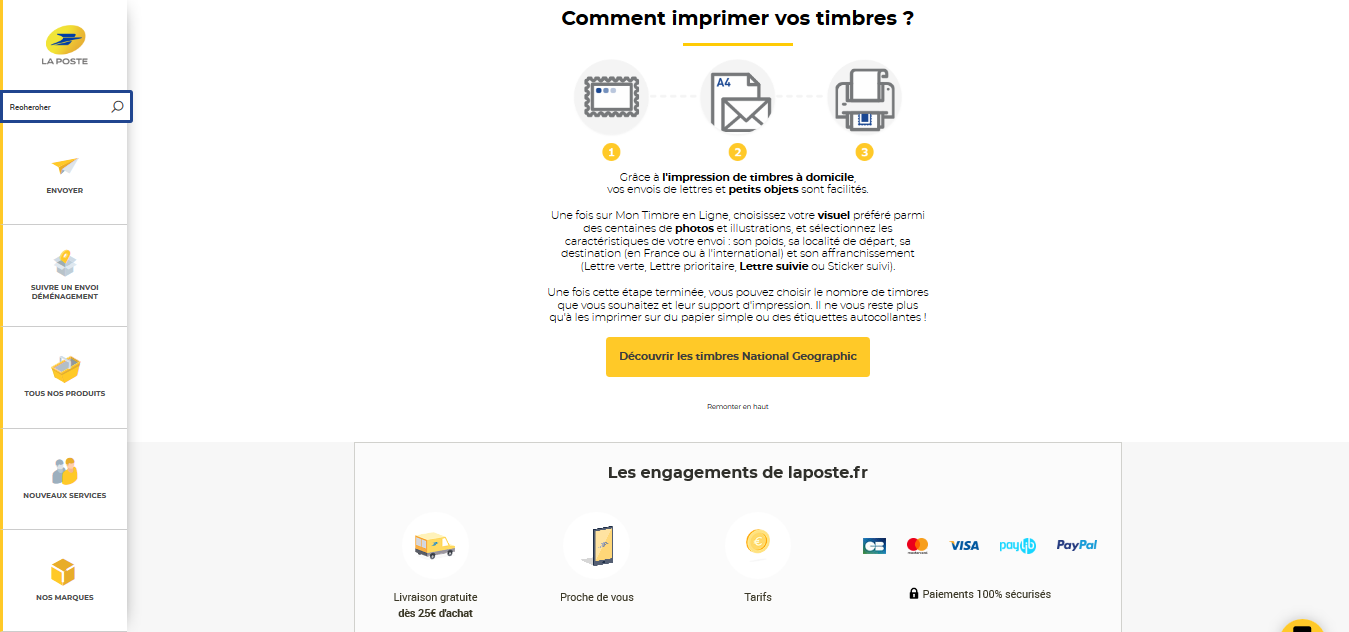 LA POSTE
Rechercher
ENVOYER
SUIVRE UN ENVOI
DÉMÉNAGEMENT
TOUS NOS PRODUITS
NOUVEAUX SERVICES
NOS MARQUES
Comment imprimer vos timbres ?
A4
1
2
3
Grâce à l'impression de timbres à domicile,
vos envois de lettres et petits objets sont facilités.
Une fois sur Mon Timbre en Ligne, choisissez votre visuel préféré parmi
des centaines de photos et illustrations, et sélectionnez les
caractéristiques de votre envoi : son poids, sa localité de départ, sa
destination (en France ou à l'international) et son affranchissement
(Lettre verte, Lettre prioritaire, Lettre suivie ou Sticker suivi).
Une fois cette étape terminée, vous pouvez choisir le nombre de timbres
que vous souhaitez et leur support d'impression. Il ne vous reste plus
qu'à les imprimer sur du papier simple ou des étiquettes autocollantes !
Découvrir les timbres National Geographic
Remonter en haut
Les engagements de laposte.fr
Livraison gratuite
dès 25€ d'achat
Proche de vous
Tarifs
CB
mastercard
VISA
paylib
PayPal
Paiements 100% sécurisés